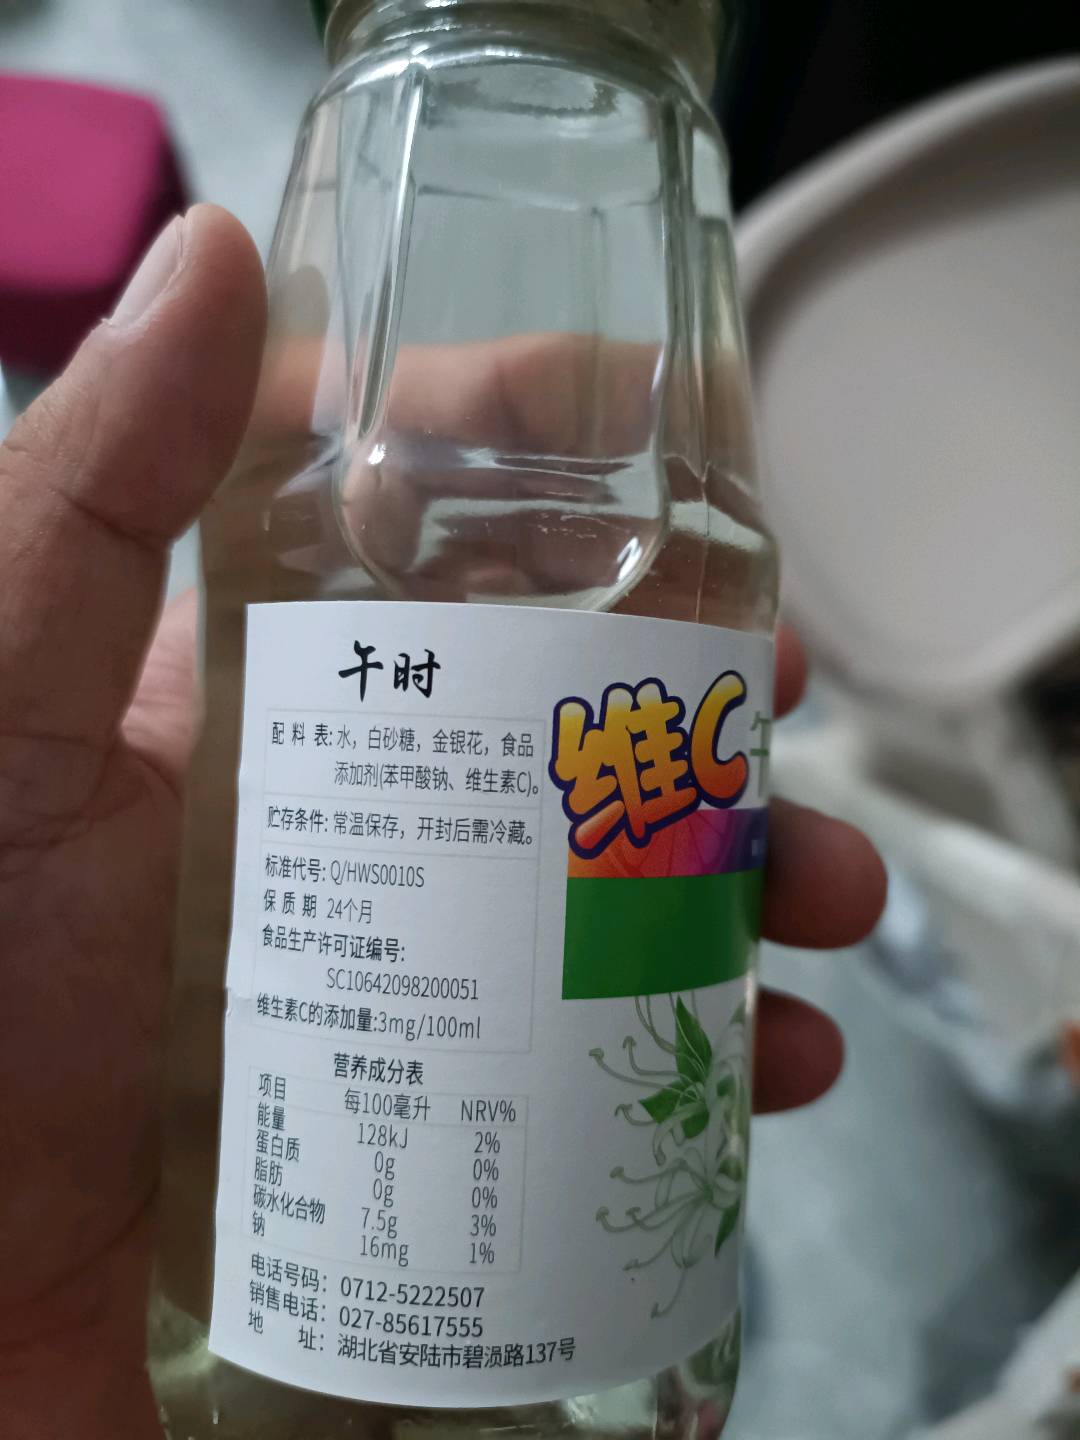 午时
配料表:水，白砂糖，金银花，食品
添加剂(苯甲酸钠、维生素C)。
贮存条件:常温保存，开封后需冷藏。
标准代号: Q/HWS0010S
保质期 24个月
食品生产许可证编号:
SC10642098200051
维生素C的添加量:3mg/100ml
营养成分表
项目 每100毫升 NRV%
能量 128kJ 2%
蛋白质 0g 0%
脂肪 0g 0%
碳水化合物 7.5g 3%
钠 16mg 1%
电话号码: 0712-5222507
销售电话: 027-85617555
地址: 湖北省安陆市碧涢路137号
维C